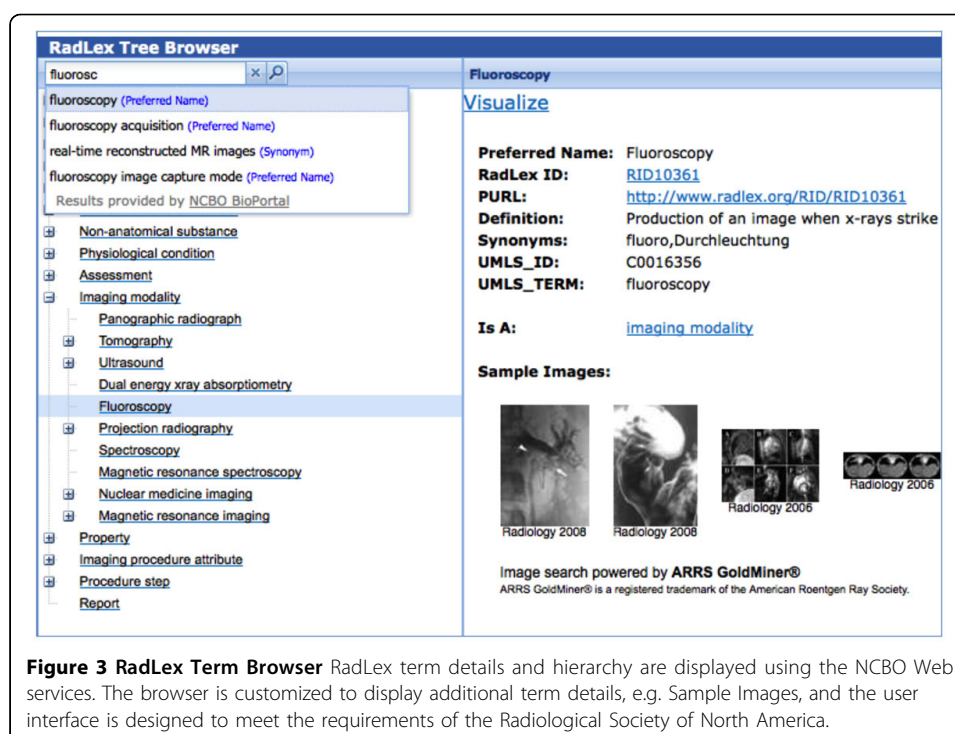 RadLex Tree Browser
fluorosc
fluoroscopy (Preferred Name)
fluoroscopy acquisition (Preferred Name)
real-time reconstructed MR images (Synonym)
fluoroscopy image capture mode (Preferred Name)
Results provided by NCBO BioPortal
Non-anatomical substance
Physiological condition
Assessment
Imaging modality
Panographic radiograph
Tomography
Ultrasound
Dual energy xray absorptiometry
Fluoroscopy
Projection radiography
Spectroscopy
Magnetic resonance spectroscopy
Nuclear medicine imaging
Magnetic resonance imaging
Property
Imaging procedure attribute
Procedure step
Report
Fluoroscopy
Visualize
Preferred Name: Fluoroscopy
RadLex ID: RID10361
PURL: http://www.radlex.org/RID/RID10361
Definition: Production of an image when x-rays strike
Synonyms: fluoro,Durchleuchtung
UMLS_ID: C0016356
UMLS_TERM: fluoroscopy
Is A: imaging modality
Sample Images:
Radiology 2008
Radiology 2008
Radiology 2006
Radiology 2006
Image search powered by ARRS GoldMiner®
ARRS GoldMiner® is a registered trademark of the American Roentgen Ray Society.
Figure 3 RadLex Term Browser RadLex term details and hierarchy are displayed using the NCBO Web
services. The browser is customized to display additional term details, e.g. Sample Images, and the user
interface is designed to meet the requirements of the Radiological Society of North America.